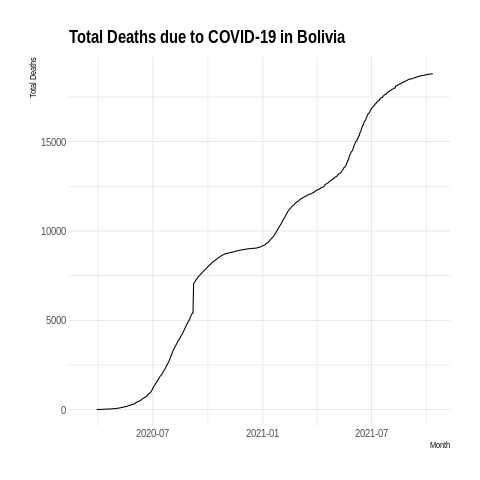 Total Deaths due to COVID-19 in Bolivia
Total Deaths
15000
10000
5000
0
2020-07
2021-01
2021-07
Month